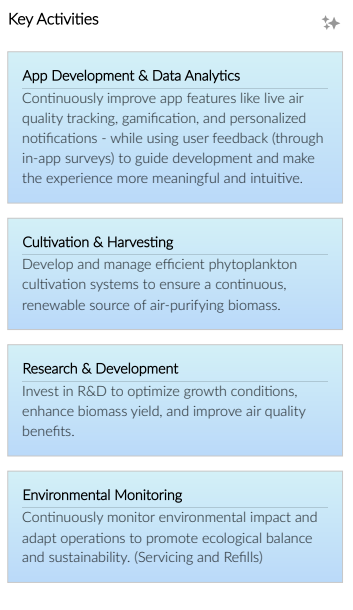 Key Activities
App Development & Data Analytics
Continuously improve app features like live air
quality tracking, gamification, and personalized
notifications - while using user feedback (through
in-app surveys) to guide development and make
the experience more meaningful and intuitive.
Cultivation & Harvesting
Develop and manage efficient phytoplankton
cultivation systems to ensure a continuous,
renewable source of air-purifying biomass.
Research & Development
Invest in R&D to optimize growth conditions,
enhance biomass yield, and improve air quality
benefits.
Environmental Monitoring
Continuously monitor environmental impact and
adapt operations to promote ecological balance
and sustainability. (Servicing and Refills)